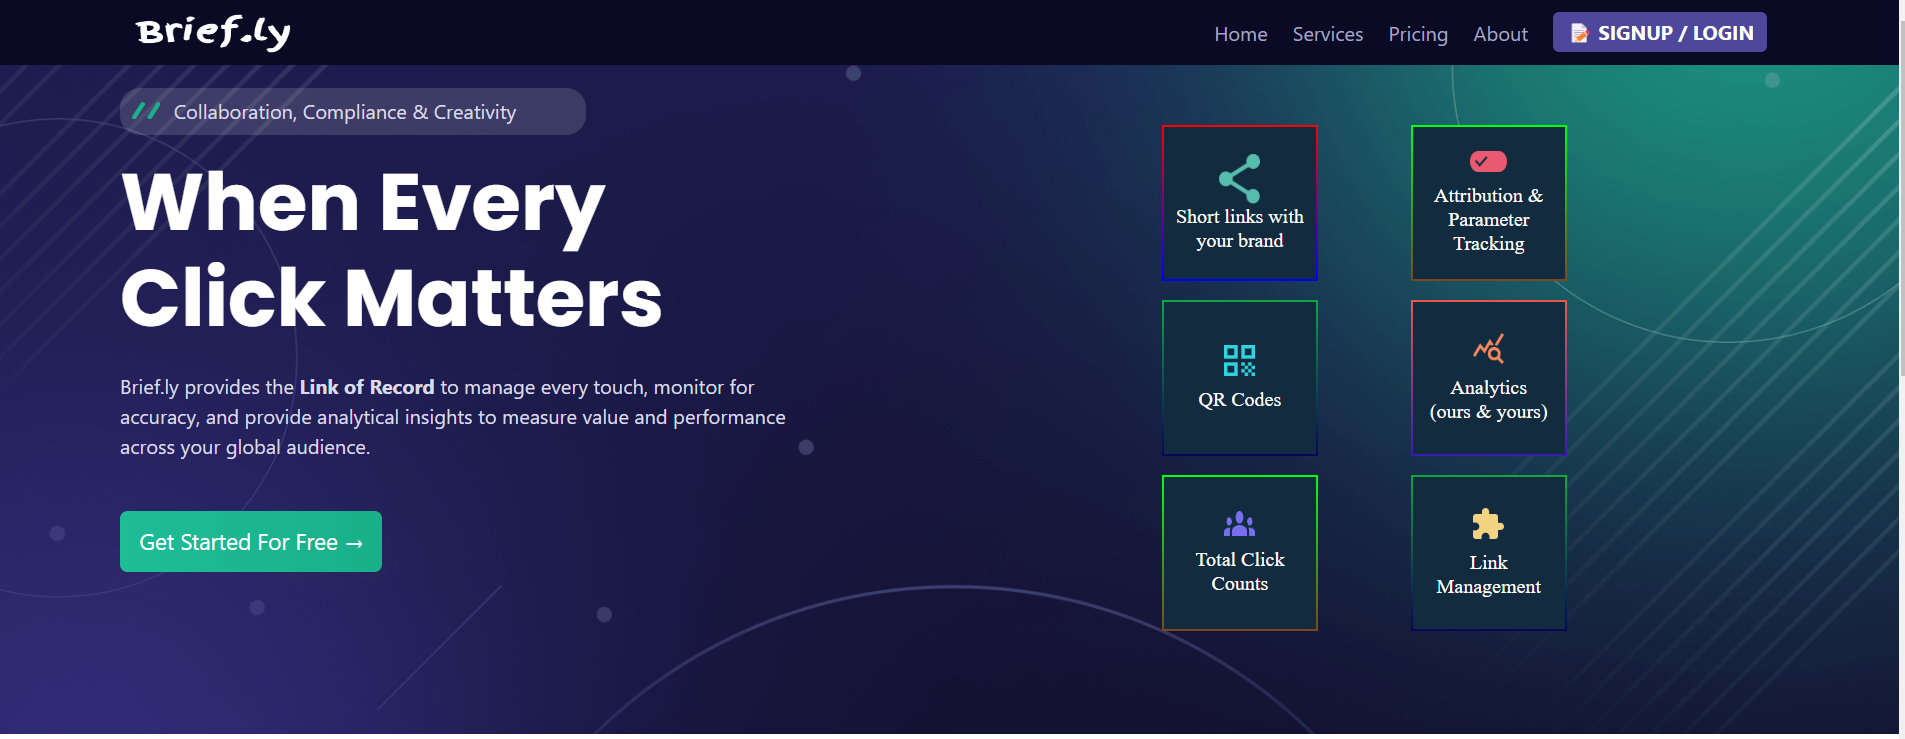 Brief.ly
Home Services Pricing About SIGNUP / LOGIN
Collaboration, Compliance & Creativity
When Every
Click Matters
Brief.ly provides the Link of Record to manage every touch, monitor for
accuracy, and provide analytical insights to measure value and performance
across your global audience.
Get Started For Free →
Short links with
your brand
Attribution &
Parameter
Tracking
QR Codes
Analytics
(ours & yours)
Total Click
Counts
Link
Management